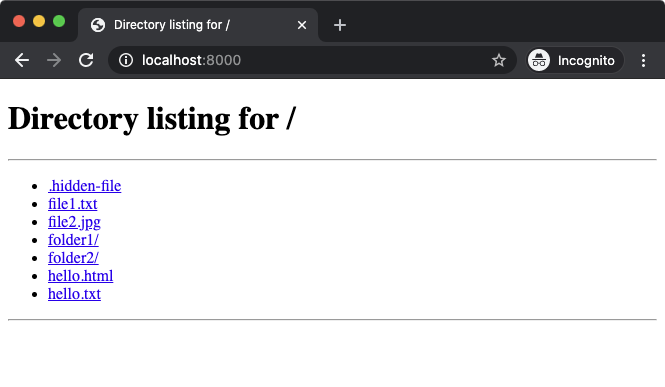 Directory listing for /
localhost:8000
Incognito
Directory listing for /
.hidden-file
file1.txt
file2.jpg
folder1/
folder2/
hello.html
hello.txt